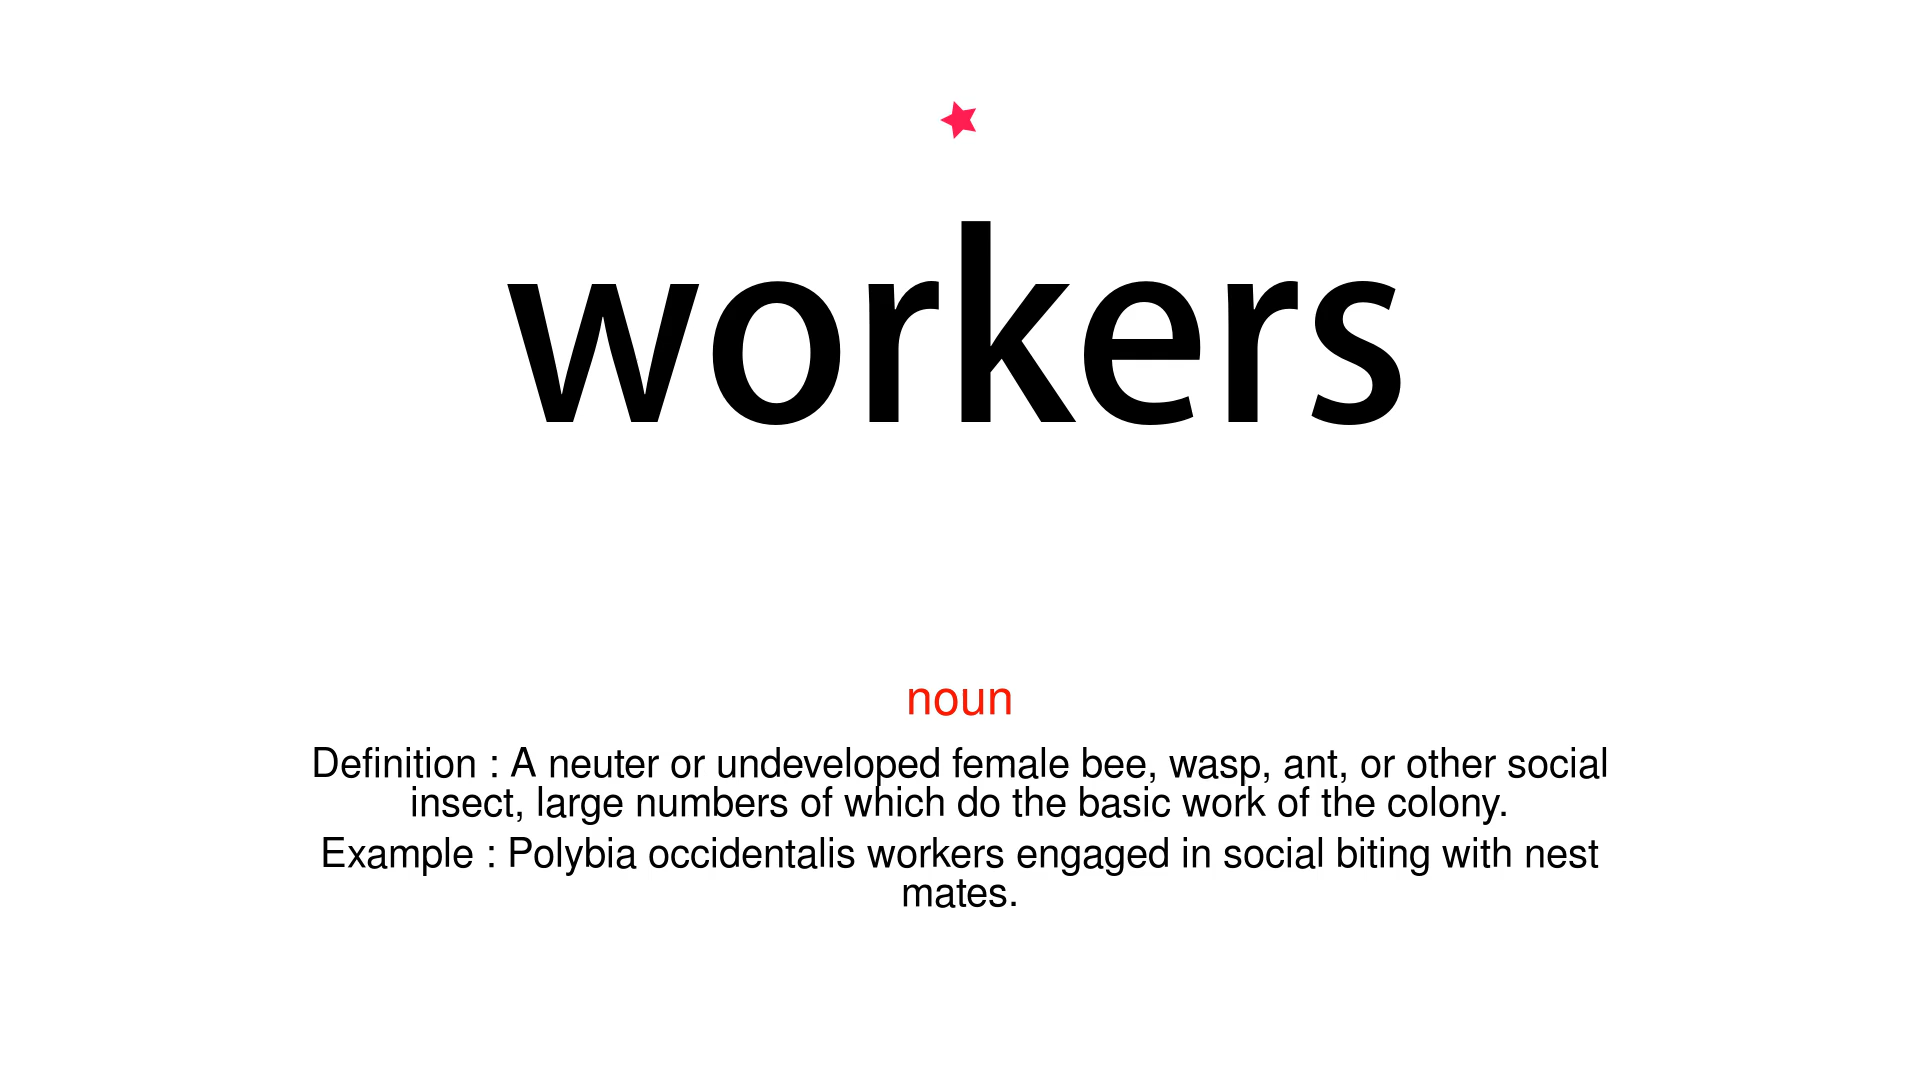 workers
noun
Definition : A neuter or undeveloped female bee, wasp, ant, or other social
insect, large numbers of which do the basic work of the colony.
Example : Polybia occidentalis workers engaged in social biting with nest
mates.